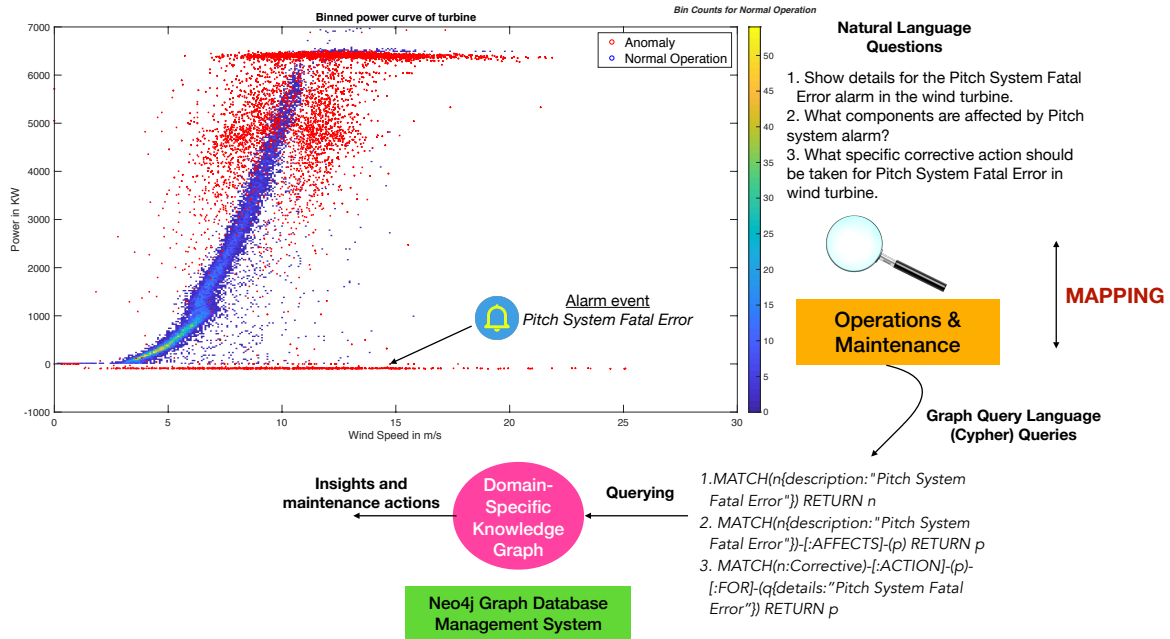 Binned power curve of turbine
Bin Counts for Normal Operation
Anomaly
Normal Operation
7000
6000
5000
4000
3000
2000
1000
0
-1000
Power in KW
0
5
10
15
20
25
30
Wind Speed in m/s
50
45
40
35
30
25
20
15
10
5
0
Alarm event
Pitch System Fatal Error
Natural Language
Questions
1. Show details for the Pitch System Fatal
Error alarm in the wind turbine.
2. What components are affected by Pitch
system alarm?
3. What specific corrective action should
be taken for Pitch System Fatal Error in
wind turbine.
MAPPING
Operations &
Maintenance
Graph Query Language
(Cypher) Queries
1.MATCH(n{description:"Pitch System
Fatal Error"}) RETURN n
2. MATCH(n{description:"Pitch System
Fatal Error"})-[:AFFECTS]-(p) RETURN p
3. MATCH(n:Corrective)-[:ACTION]-(p)-
[:FOR]-(q{details:”Pitch System Fatal
Error”}) RETURN p
Querying
Domain-
Specific
Knowledge
Graph
Insights and
maintenance actions
Neo4j Graph Database
Management System